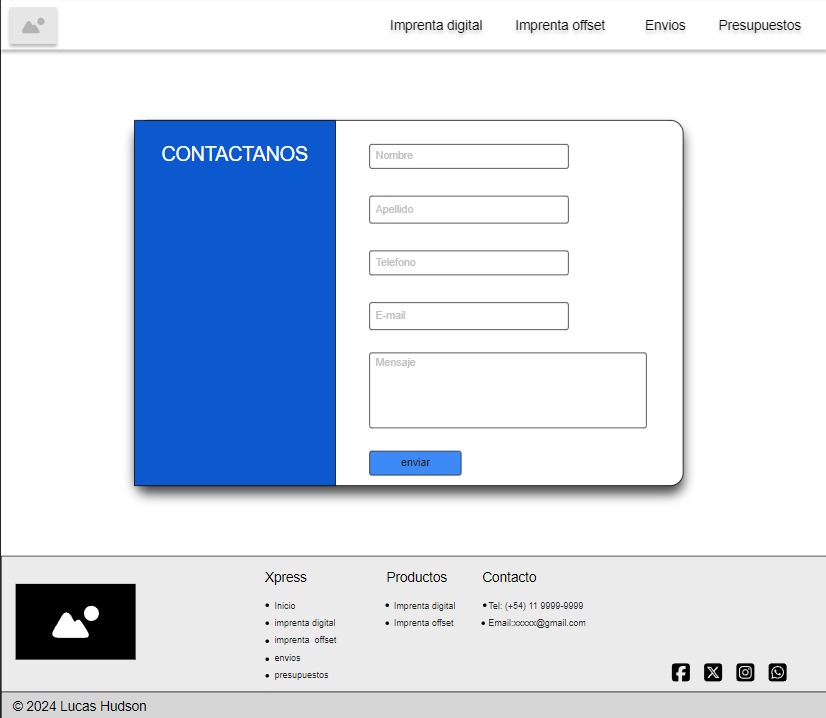 Imprenta digital
Imprenta offset
Envios
Presupuestos
CONTACTANOS
Nombre
Apellido
Telefono
E-mail
Mensaje
enviar
Xpress
Inicio
imprenta digital
imprenta offset
envios
presupuestos
Productos
Imprenta digital
Imprenta offset
Contacto
Tel: (+54) 11 9999-9999
Email:xxxxx@gmail.com
© 2024 Lucas Hudson